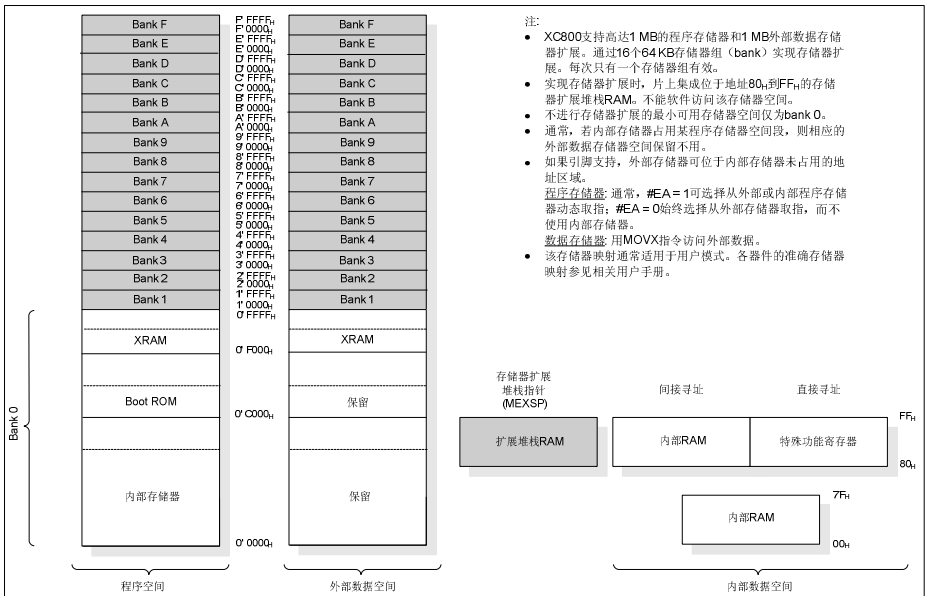 Bank F
Bank E
Bank D
Bank C
Bank B
Bank A
Bank 9
Bank 8
Bank 7
Bank 6
Bank 5
Bank 4
Bank 3
Bank 2
Bank 1
XRAM
Boot ROM
内部存储器
Bank 0
程序空间
F' FFFFH
F' 0000H
E' FFFFH
E' 0000H
D' FFFFH
D' 0000H
C' FFFFH
C' 0000H
B' FFFFH
B' 0000H
A' FFFFH
A' 0000H
9' FFFFH
9' 0000H
8' FFFFH
8' 0000H
7' FFFFH
7' 0000H
6' FFFFH
6' 0000H
5' FFFFH
5' 0000H
4' FFFFH
4' 0000H
3' FFFFH
3' 0000H
2' FFFFH
2' 0000H
1' FFFFH
1' 0000H
0' FFFFH
0' F000H
0' C000H
0' 0000H
Bank F
Bank E
Bank D
Bank C
Bank B
Bank A
Bank 9
Bank 8
Bank 7
Bank 6
Bank 5
Bank 4
Bank 3
Bank 2
Bank 1
XRAM
保留
保留
外部数据空间
注:
• XC800支持高达1 MB的程序存储器和1 MB外部数据存储
器扩展。通过16个64 KB存储器组（bank）实现存储器扩
展。每次只有一个存储器组有效。
• 实现存储器扩展时，片上集成位于地址80H到FFH的存储
器扩展堆栈RAM。不能软件访问该存储器空间。
• 不进行存储器扩展的最小可用存储器空间仅为bank 0。
• 通常，若内部存储器占用某程序存储器空间段，则相应的
外部数据存储器空间保留不用。
• 如果引脚支持，外部存储器可位于内部存储器未占用的地
址区域。
程序存储器: 通常，#EA = 1可选择从外部或内部程序存储
器动态取指；#EA = 0始终选择从外部存储器取指，而不
使用内部存储器。
数据存储器: 用MOVX指令访问外部数据。
• 该存储器映射通常适用于用户模式。各器件的准确存储器
映射参见相关用户手册。
存储器扩展
堆栈指针
(MEXSP)
间接寻址
直接寻址
扩展堆栈RAM
内部RAM
特殊功能寄存器
FFH
80H
内部RAM
7FH
00H
内部数据空间